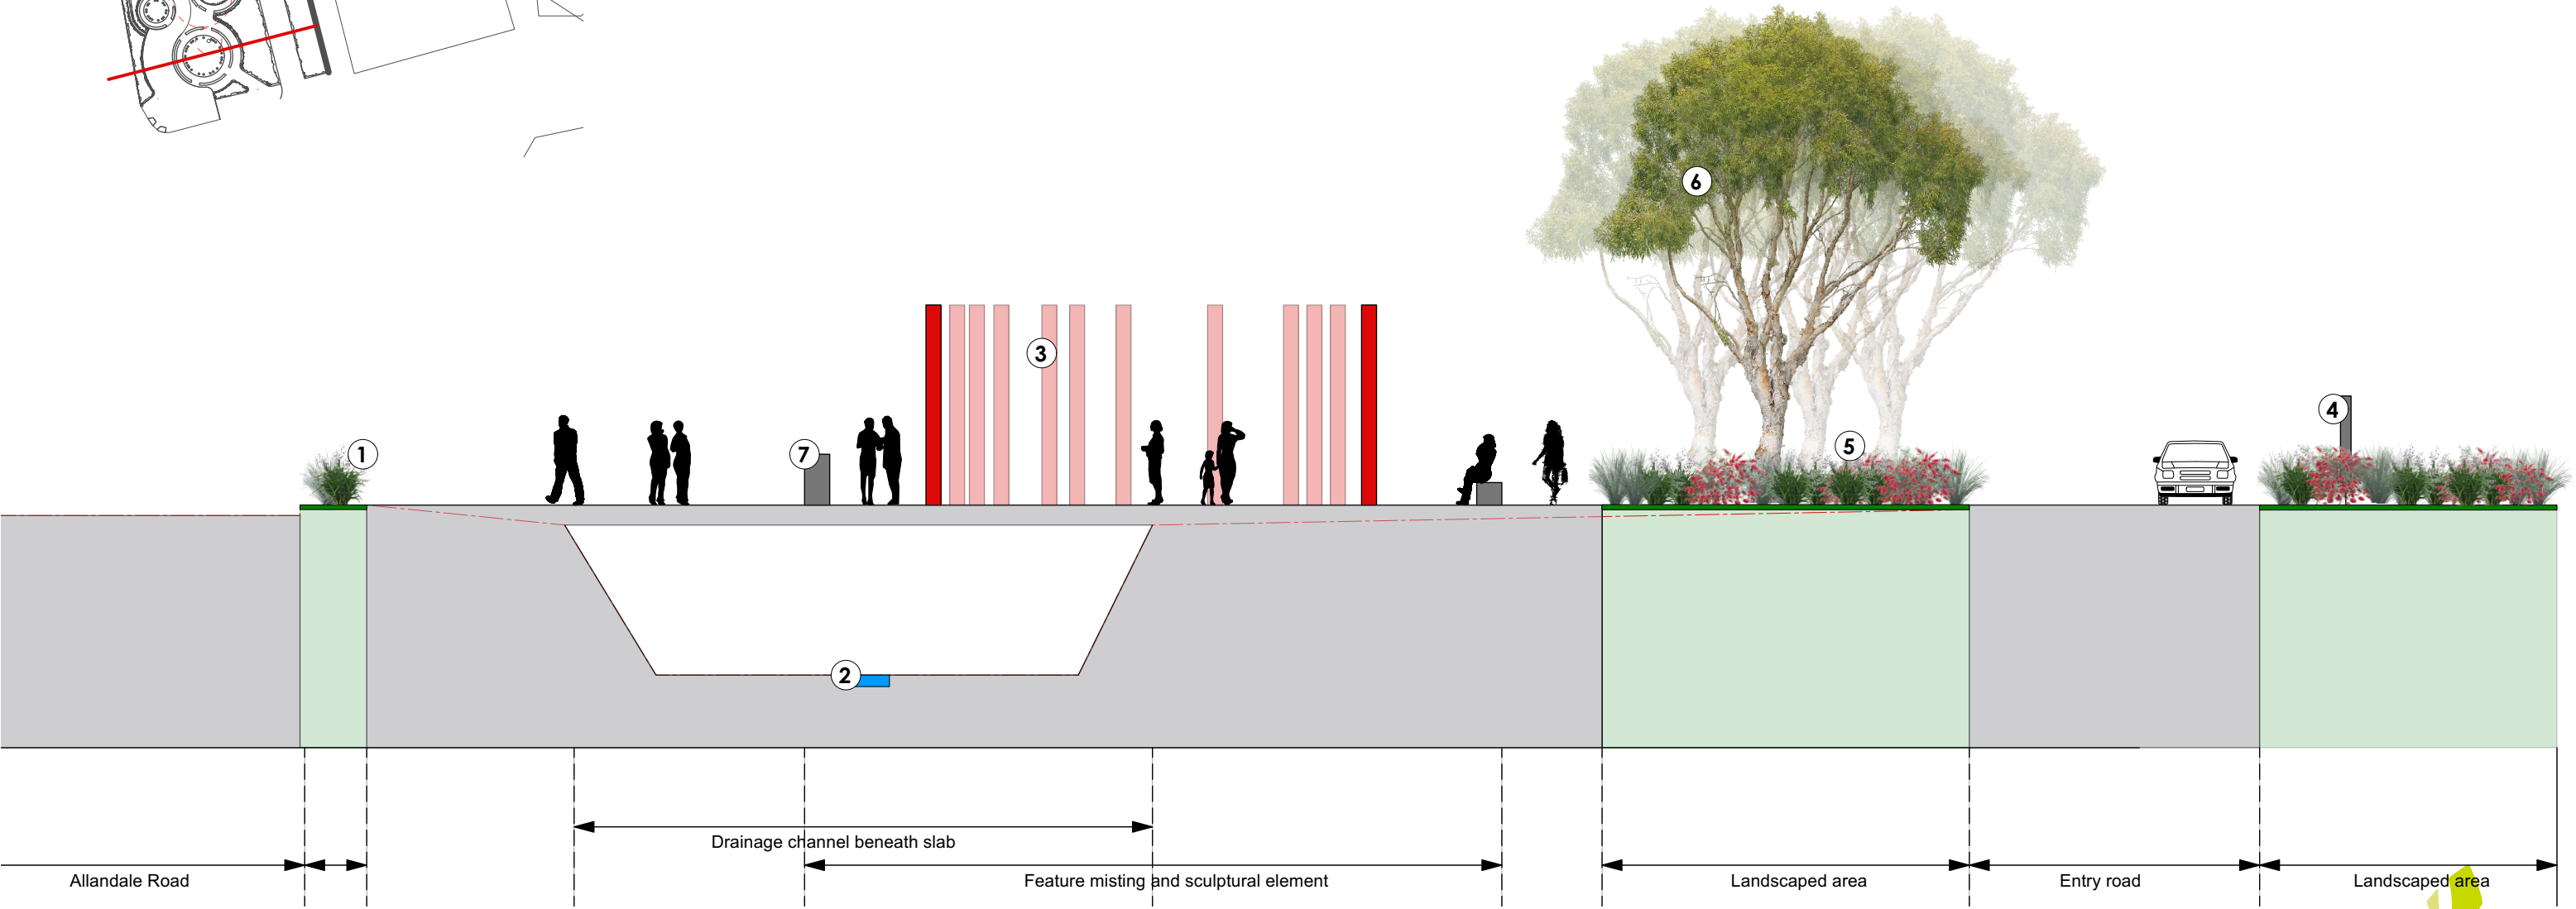 6
3
4
5
1
7
2
Drainage channel beneath slab
Allandale Road
Feature misting and sculptural element
Landscaped area
Entry road
Landscaped area